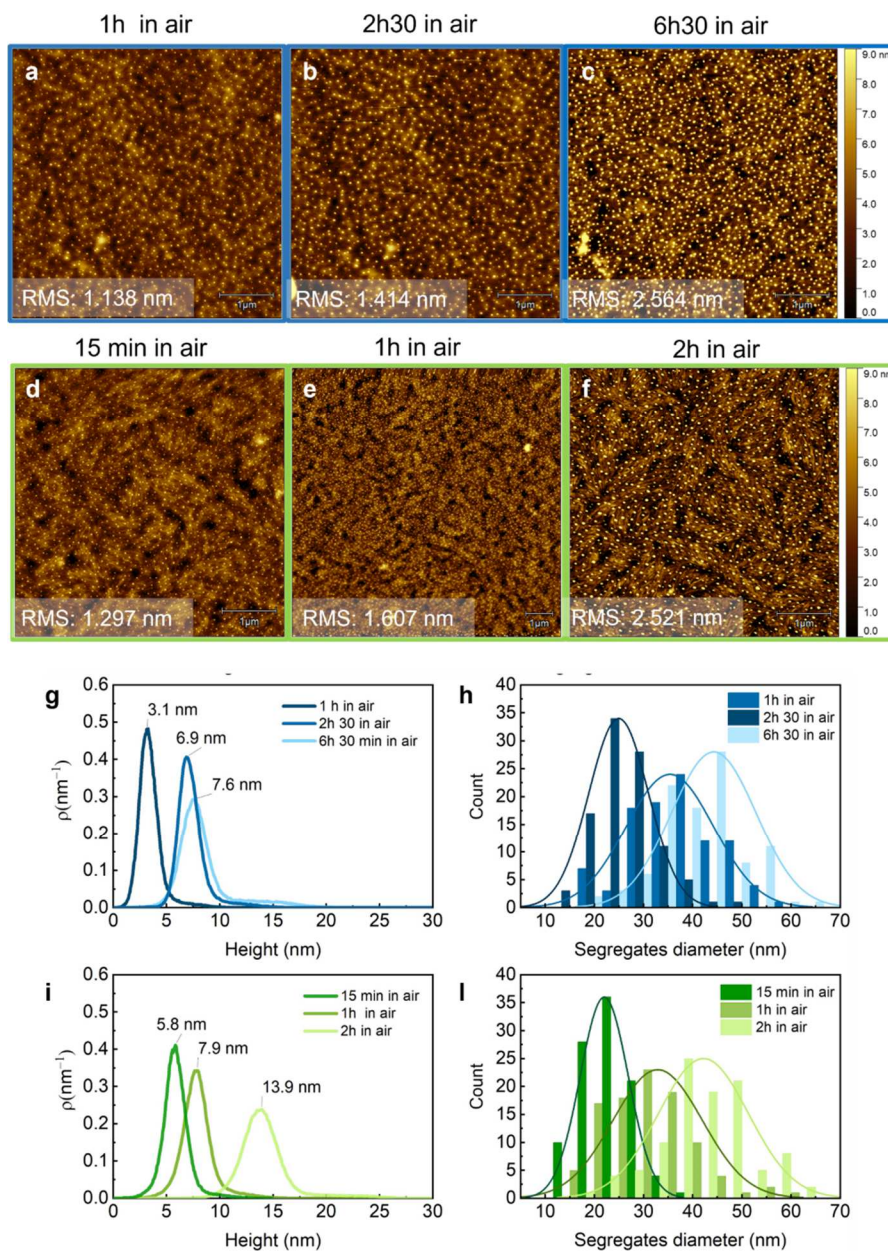 1h in air
2h30 in air
6h30 in air
a
b
c
9.0 nm
8.0
7.0
6.0
5.0
4.0
3.0
2.0
1.0
0.0
RMS: 1.138 nm
1µm
RMS: 1.414 nm
1µm
RMS: 2.564 nm
1µm
15 min in air
1h in air
2h in air
d
e
f
9.0 nm
8.0
7.0
6.0
5.0
4.0
3.0
2.0
1.0
0.0
RMS: 1.297 nm
1µm
RMS: 1.607 nm
1µm
RMS: 2.521 nm
1µm
g
0.6
0.5
0.4
0.3
0.2
0.1
0.0
ρ(nm⁻¹)
3.1 nm
6.9 nm
7.6 nm
1 h in air
2h 30 in air
6h 30 min in air
0 5 10 15 20 25 30
Height (nm)
h
40
35
30
25
20
15
10
5
0
Count
1h in air
2h 30 in air
6h 30 in air
10 20 30 40 50 60 70
Segregates diameter (nm)
i
0.6
0.5
0.4
0.3
0.2
0.1
0.0
ρ(nm⁻¹)
5.8 nm
7.9 nm
13.9 nm
15 min in air
1h in air
2h in air
0 5 10 15 20 25 30
Height (nm)
l
40
35
30
25
20
15
10
5
0
Count
15 min in air
1h in air
2h in air
10 20 30 40 50 60 70
Segregates diameter (nm)